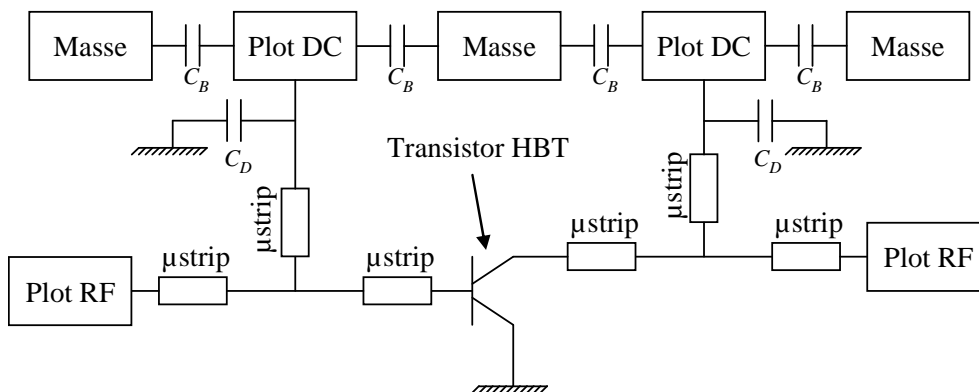 Masse
Plot DC
Masse
Plot DC
Masse
C_B
C_B
C_B
C_B
C_D
C_D
Transistor HBT
µstrip
µstrip
µstrip
µstrip
µstrip
µstrip
Plot RF
Plot RF